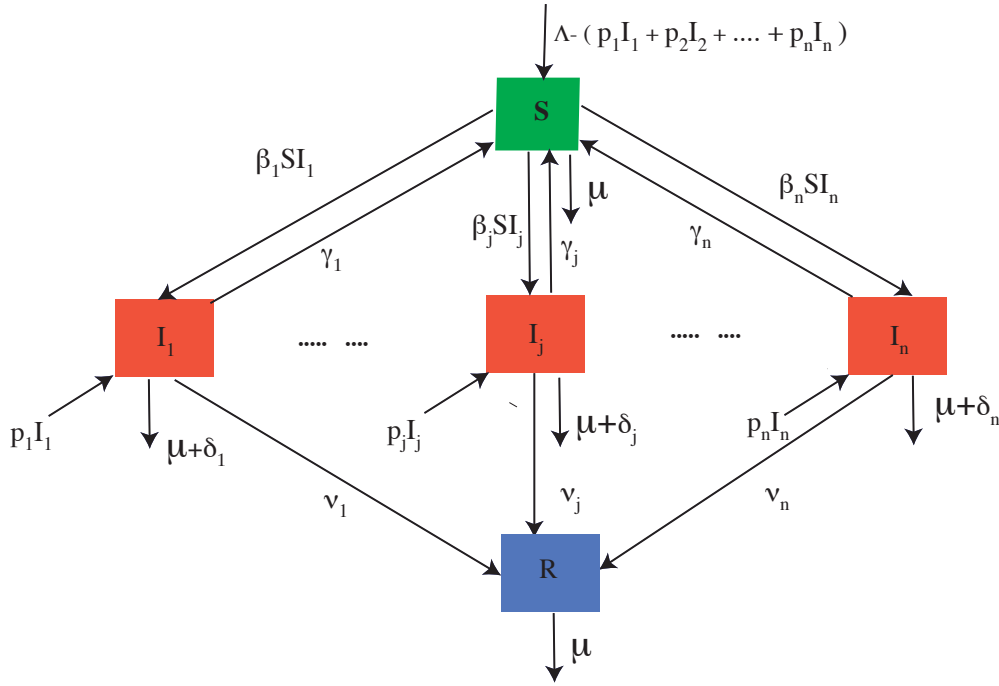 Λ- ( p₁I₁ + p₂I₂ + .... + pₙIₙ )
S
β₁SI₁
βₙSIₙ
μ
βⱼSIⱼ
γ₁
γⱼ
γₙ
I₁
..... ....
Iⱼ
..... ....
Iₙ
p₁I₁
μ+δ₁
pⱼIⱼ
μ+δⱼ
pₙIₙ
μ+δₙ
ν₁
νⱼ
νₙ
R
μ